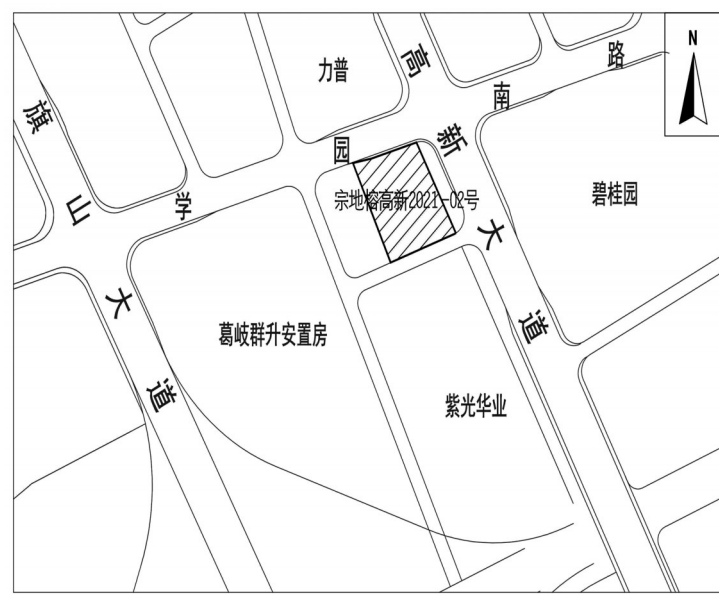 N
力普
旗山大道
高新大道
学园南路
宗地榕高新2021-02号
碧桂园
葛岐群升安置房
紫光华业